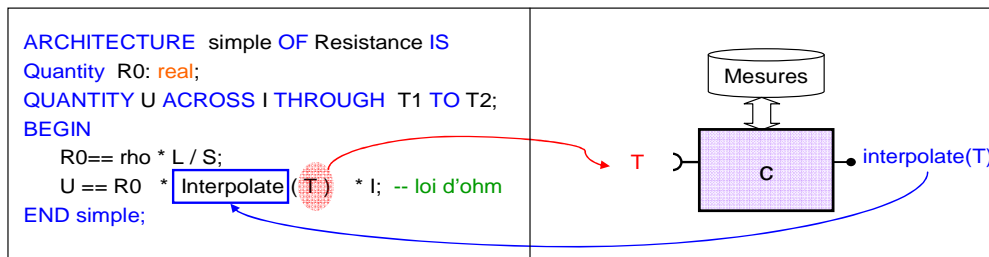 ARCHITECTURE simple OF Resistance IS
Quantity R0: real;
QUANTITY U ACROSS I THROUGH T1 TO T2;
BEGIN
R0== rho * L / S;
U == R0 * Interpolate ( T ) * I; -- loi d'ohm
END simple;
Mesures
T
C
interpolate(T)